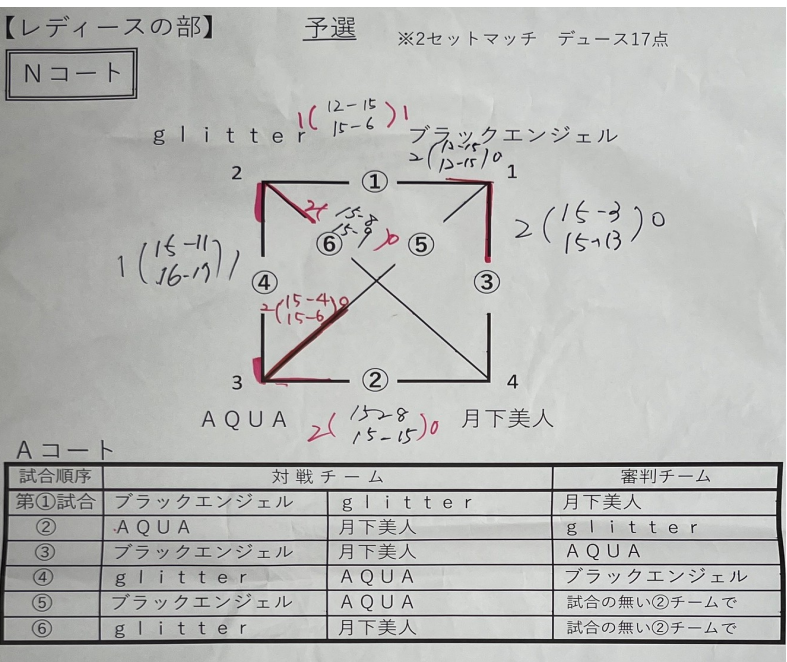 【レディースの部】 予選 ※2セットマッチ デュース17点
Nコート
glitter 1(12-15 15-6)1 ブラックエンジェル
2( 12-15)0
2 ① 1
2(15-8 15-9)0
2(15-3 15-13)0
1(15-11 16-17)1
⑥ ⑤
④ ③
2(15-4 15-6)0
3 ② 4
AQUA 2(15-8 15-15)0 月下美人
Aコート
試合順序 対戦チーム 審判チーム
第①試合 ブラックエンジェル glitter 月下美人
② AQUA 月下美人 glitter
③ ブラックエンジェル 月下美人 AQUA
④ glitter AQUA ブラックエンジェル
⑤ ブラックエンジェル AQUA 試合の無い②チームで
⑥ glitter 月下美人 試合の無い②チームで